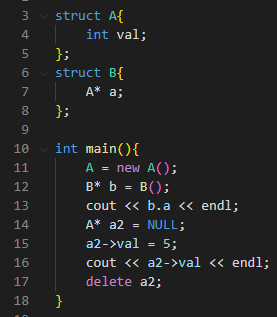 3 struct A{
4     int val;
5 };
6 struct B{
7     A* a;
8 };
9
10 int main(){
11     A = new A();
12     B* b = B();
13     cout << b.a << endl;
14     A* a2 = NULL;
15     a2->val = 5;
16     cout << a2->val << endl;
17     delete a2;
18 }